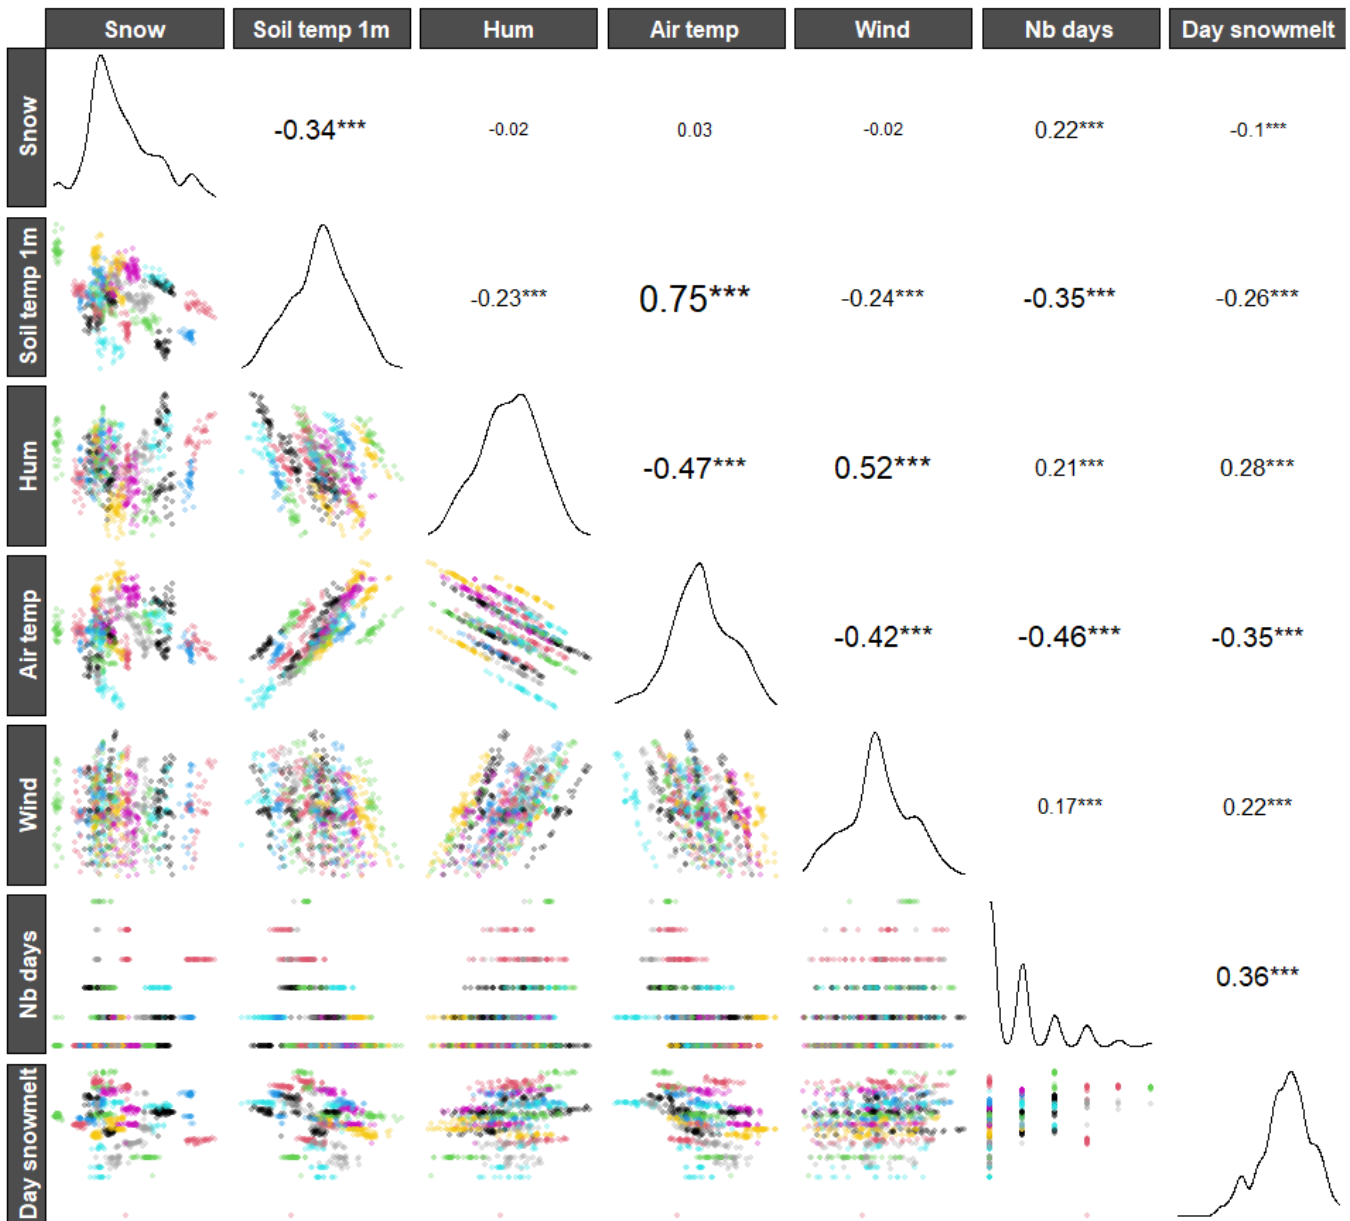 Snow Soil temp 1m Hum Air temp Wind Nb days Day snowmelt
Snow -0.34*** -0.02 0.03 -0.02 0.22*** -0.1***
Soil temp 1m -0.23*** 0.75*** -0.24*** -0.35*** -0.26***
Hum -0.47*** 0.52*** 0.21*** 0.28***
Air temp -0.42*** -0.46*** -0.35***
Wind 0.17*** 0.22***
Nb days 0.36***
Day snowmelt